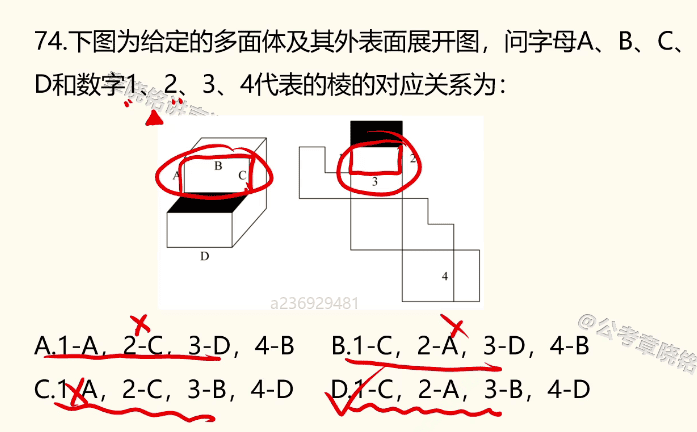 74.下图为给定的多面体及其外表面展开图，问字母A、B、C、
D和数字1、2、3、4代表的棱的对应关系为：
章晓铭
A B C
D
2
3
4
a236929481
@公考章晓铭
A.1-A，2-C，3-D，4-B B.1-C，2-A，3-D，4-B
C.1-A，2-C，3-B，4-D D.1-C，2-A，3-B，4-D